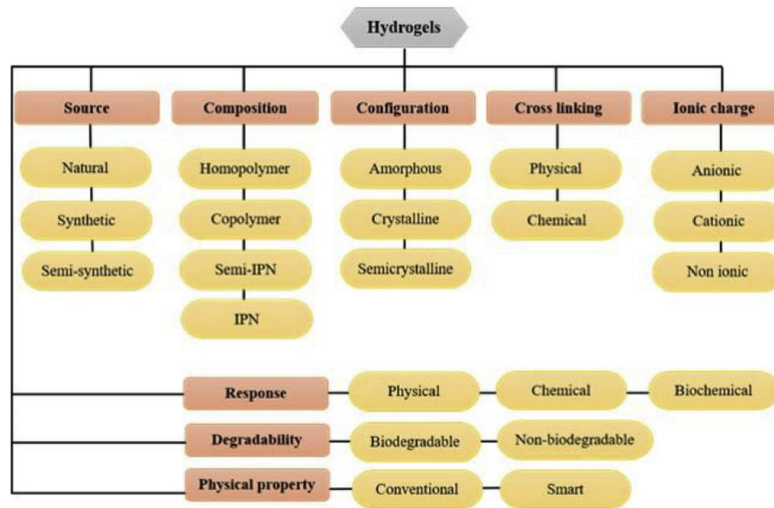 Hydrogels
Source
Composition
Configuration
Cross linking
Ionic charge
Natural
Homopolymer
Amorphous
Physical
Anionic
Synthetic
Copolymer
Crystalline
Chemical
Cationic
Semi-synthetic
Semi-IPN
Semicrystalline
Non ionic
IPN
Response
Physical
Chemical
Biochemical
Degradability
Biodegradable
Non-biodegradable
Physical property
Conventional
Smart